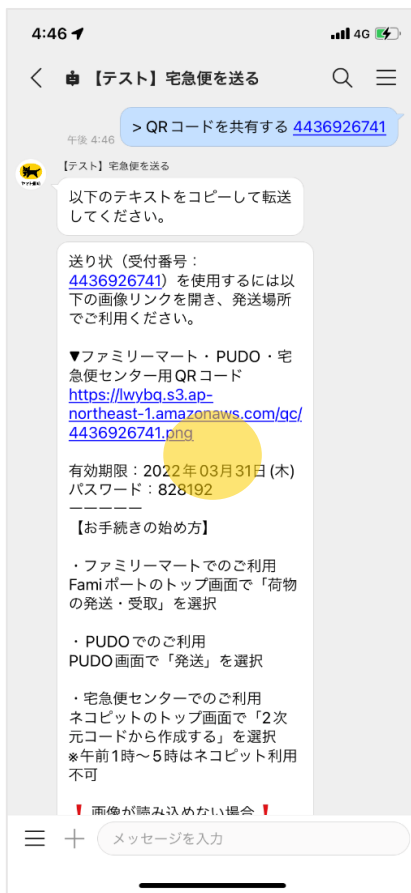 4:46
4G
【テスト】宅急便を送る
> QRコードを共有する 4436926741
午後 4:46
【テスト】宅急便を送る
以下のテキストをコピーして転送
してください。
送り状（受付番号：
4436926741）を使用するには以
下の画像リンクを開き、発送場所
でご利用ください。
▼ファミリーマート・ PUDO ・宅
急便センター用QRコード
https://lwybq.s3.ap-
northeast-1.amazonaws.com/qc/
4436926741.png
有効期限：2022年03月31日(木)
パスワード：828192
ーーーーー
【お手続きの始め方】
・ファミリーマートでのご利用
Famiポートのトップ画面で「荷物
の発送・受取」を選択
・ PUDOでのご利用
PUDO画面で「発送」を選択
・宅急便センターでのご利用
ネコピットのトップ画面で「2次
元コードから作成する」を選択
※午前1時～5時はネコピット利用
不可
❗画像が読み込めない場合❗
メッセージを入力